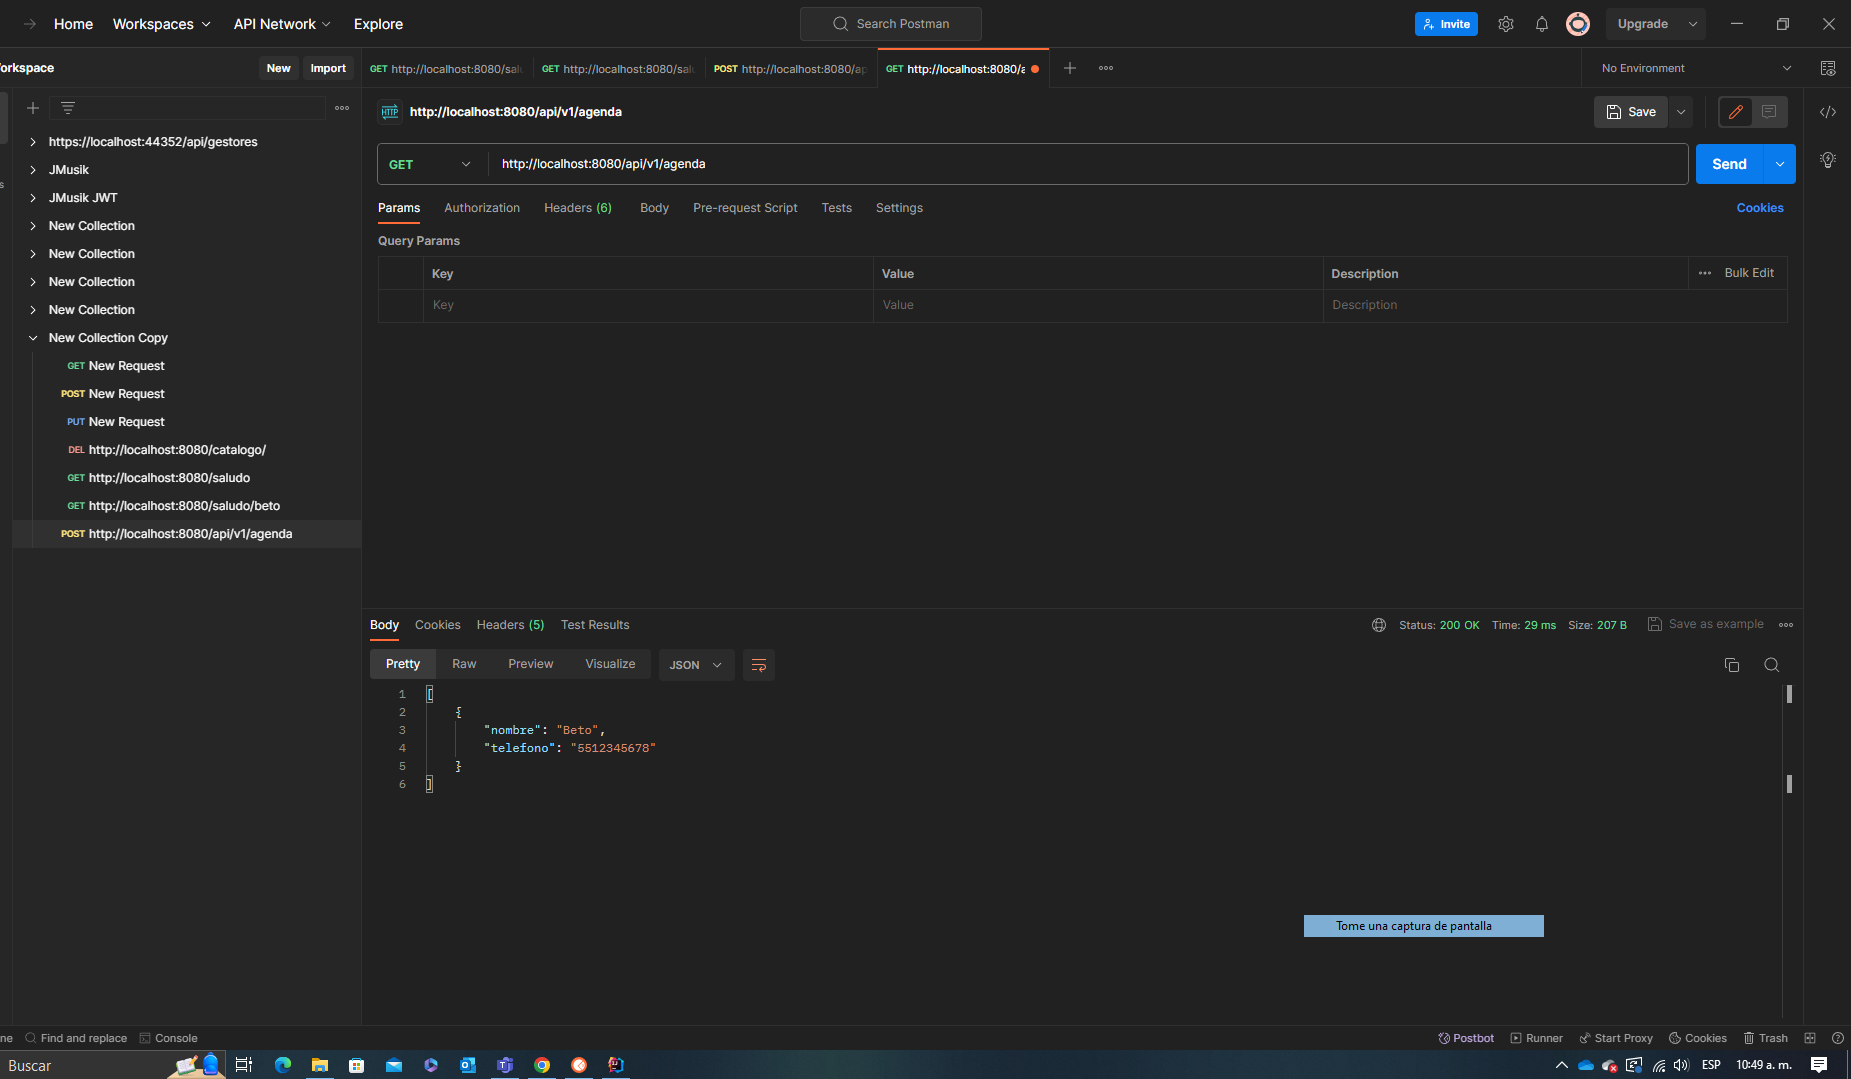 Home Workspaces API Network Explore Search Postman Invite Upgrade
orkspace New Import GET http://localhost:8080/sal GET http://localhost:8080/sal POST http://localhost:8080/ap GET http://localhost:8080/a No Environment
HTTP http://localhost:8080/api/v1/agenda Save
https://localhost:44352/api/gestores
JMusik
JMusik JWT
New Collection
New Collection
New Collection
New Collection
New Collection Copy
GET New Request
POST New Request
PUT New Request
DEL http://localhost:8080/catalogo/
GET http://localhost:8080/saludo
GET http://localhost:8080/saludo/beto
POST http://localhost:8080/api/v1/agenda
s
GET http://localhost:8080/api/v1/agenda Send
Params Authorization Headers (6) Body Pre-request Script Tests Settings Cookies
Query Params
Key Value Description Bulk Edit
Key Value Description
Body Cookies Headers (5) Test Results Status: 200 OK Time: 29 ms Size: 207 B Save as example
Pretty Raw Preview Visualize JSON
1 [
2 {
3 "nombre": "Beto",
4 "telefono": "5512345678"
5 }
6 ]
Tome una captura de pantalla
ne Find and replace Console Postbot Runner Start Proxy Cookies Trash
Buscar ESP 10:49 a. m.